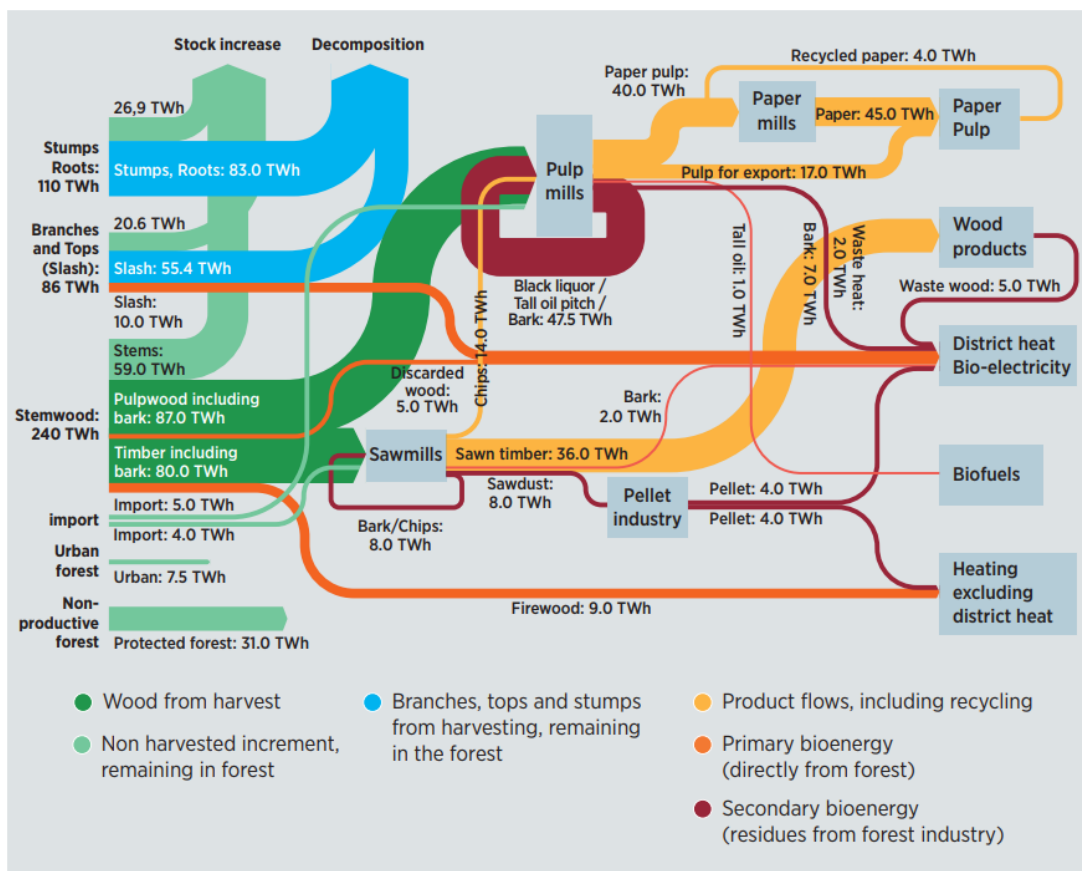 Stock increase
Decomposition
26,9 TWh
Stumps
Roots:
110 TWh
Stumps, Roots: 83.0 TWh
20.6 TWh
Branches
and Tops
(Slash):
86 TWh
Slash: 55.4 TWh
Slash:
10.0 TWh
Stems:
59.0 TWh
Stemwood:
240 TWh
Pulpwood including
bark: 87.0 TWh
Timber including
bark: 80.0 TWh
Import: 5.0 TWh
import
Import: 4.0 TWh
Urban
forest
Urban: 7.5 TWh
Non-
productive
forest
Protected forest: 31.0 TWh
Paper pulp:
40.0 TWh
Recycled paper: 4.0 TWh
Paper
mills
Paper: 45.0 TWh
Paper
Pulp
Pulp
mills
Pulp for export: 17.0 TWh
Black liquor /
Tall oil pitch /
Bark: 47.5 TWh
Chips: 14.0 TWh
Tall oil: 1.0 TWh
Bark: 7.0 TWh
Waste heat:
2.0 TWh
Wood
products
Waste wood: 5.0 TWh
District heat
Bio-electricity
Discarded
wood:
5.0 TWh
Bark:
2.0 TWh
Sawmills
Sawn timber: 36.0 TWh
Sawdust:
8.0 TWh
Bark/Chips:
8.0 TWh
Pellet
industry
Pellet: 4.0 TWh
Pellet: 4.0 TWh
Biofuels
Heating
excluding
district heat
Firewood: 9.0 TWh
Wood from harvest
Non harvested increment,
remaining in forest
Branches, tops and stumps
from harvesting, remaining
in the forest
Product flows, including recycling
Primary bioenergy
(directly from forest)
Secondary bioenergy
(residues from forest industry)